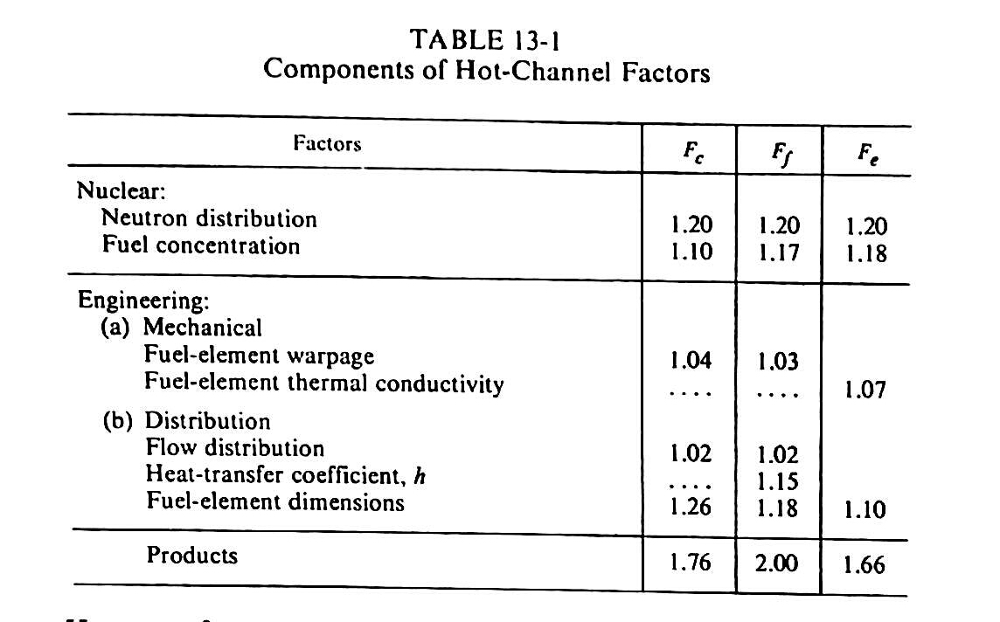 TABLE 13-1
Components of Hot-Channel Factors
Factors Fc Ff Fe
Nuclear:
Neutron distribution 1.20 1.20 1.20
Fuel concentration 1.10 1.17 1.18
Engineering:
(a) Mechanical
Fuel-element warpage 1.04 1.03
Fuel-element thermal conductivity .... .... 1.07
(b) Distribution
Flow distribution 1.02 1.02
Heat-transfer coefficient, h .... 1.15
Fuel-element dimensions 1.26 1.18 1.10
Products 1.76 2.00 1.66